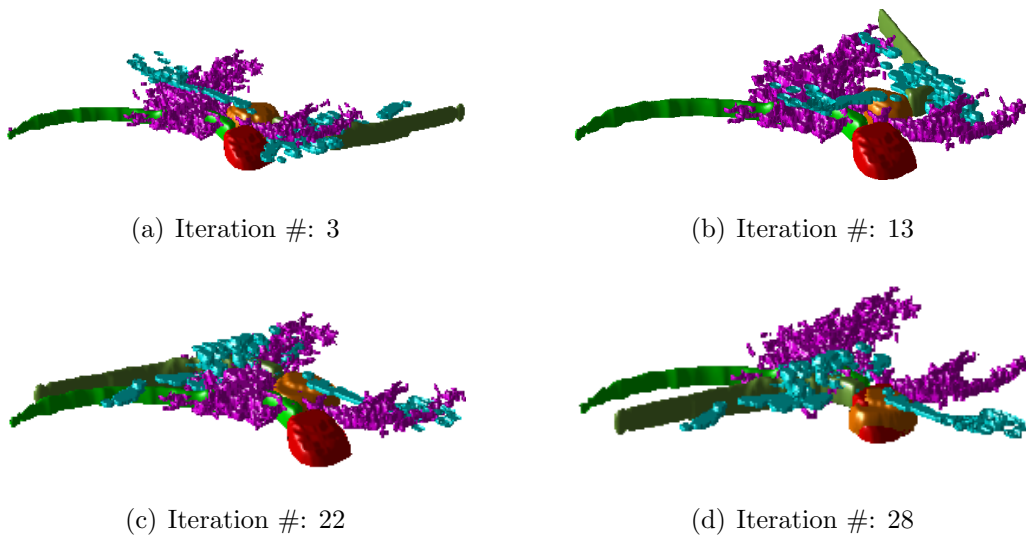 (a) Iteration #: 3
(b) Iteration #: 13
(c) Iteration #: 22
(d) Iteration #: 28